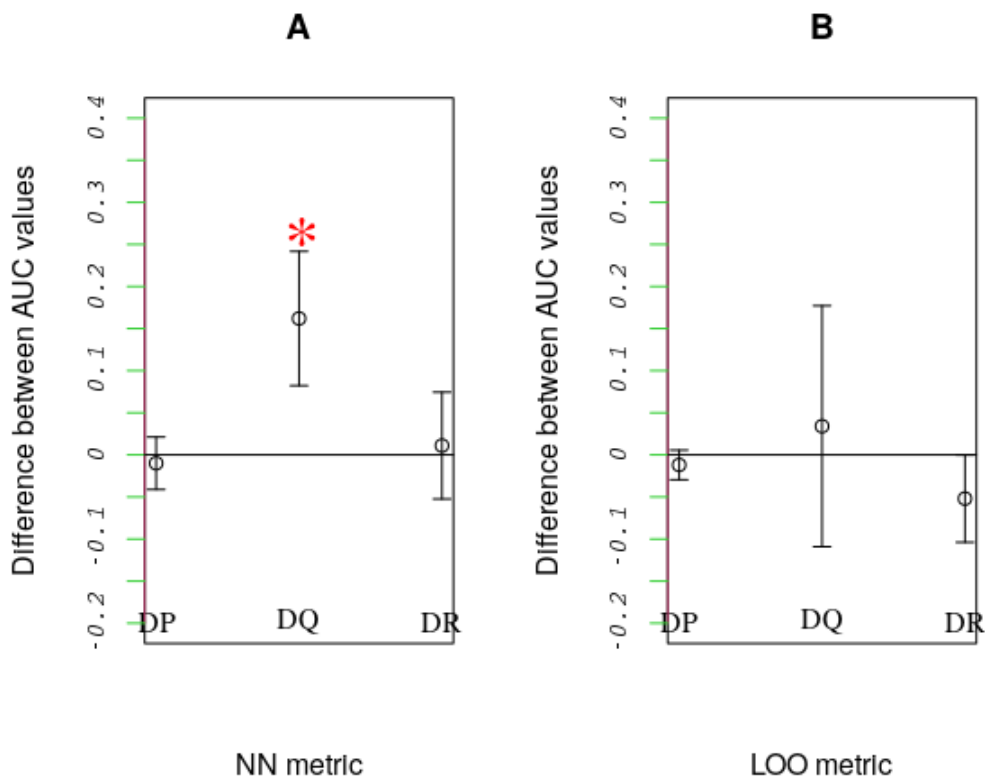 A
Difference between AUC values
0.4
0.3
0.2
0.1
0
-0.1
-0.2
*
DP DQ DR
NN metric
B
Difference between AUC values
0.4
0.3
0.2
0.1
0
-0.1
-0.2
DP DQ DR
LOO metric